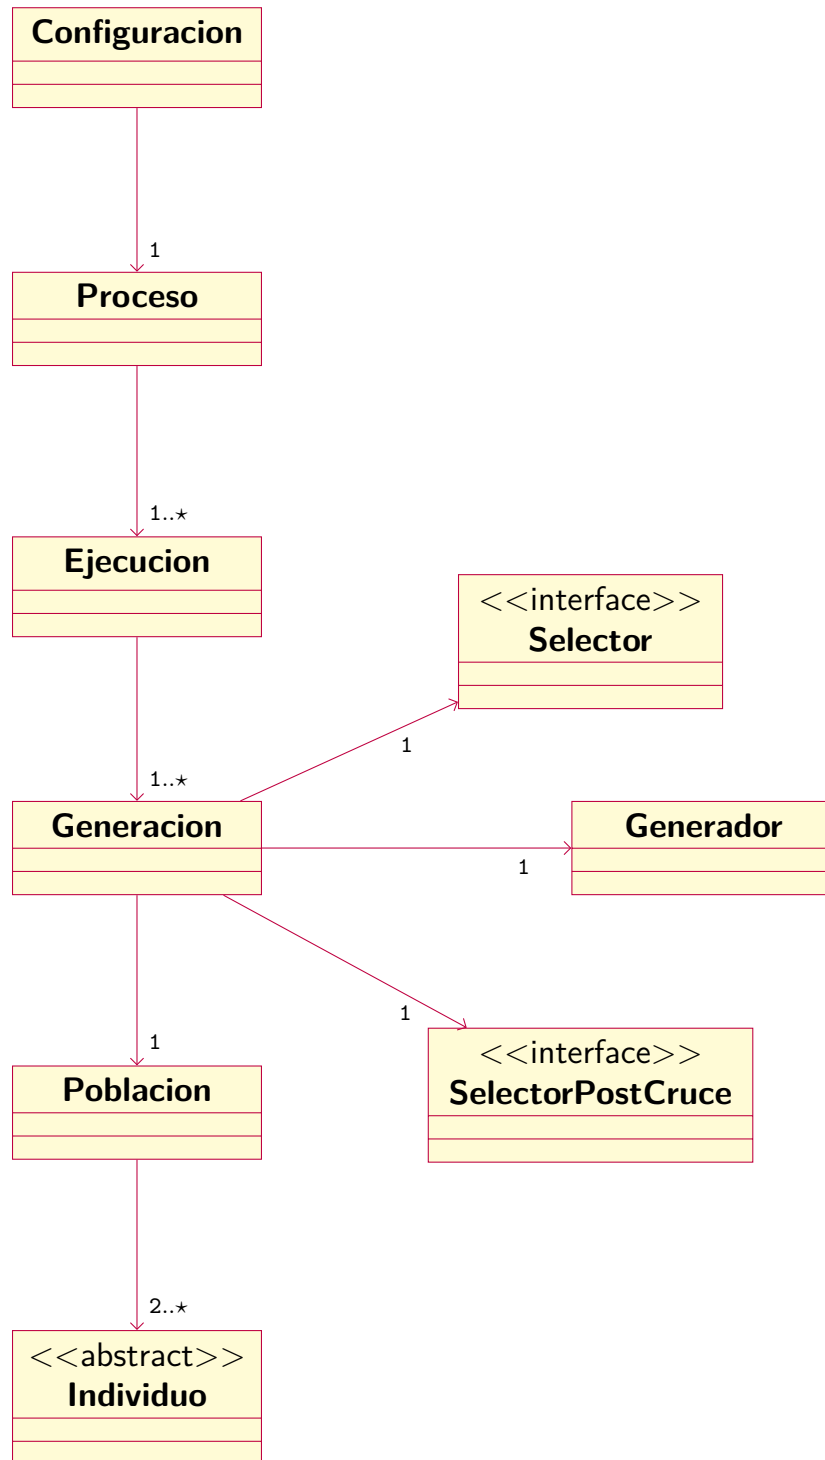 Configuracion
1
Proceso
1..⋆
Ejecucion
<<interface>>
Selector
1
1..⋆
Generacion
Generador
1
1
1
<<interface>>
SelectorPostCruce
Poblacion
2..⋆
<<abstract>>
Individuo